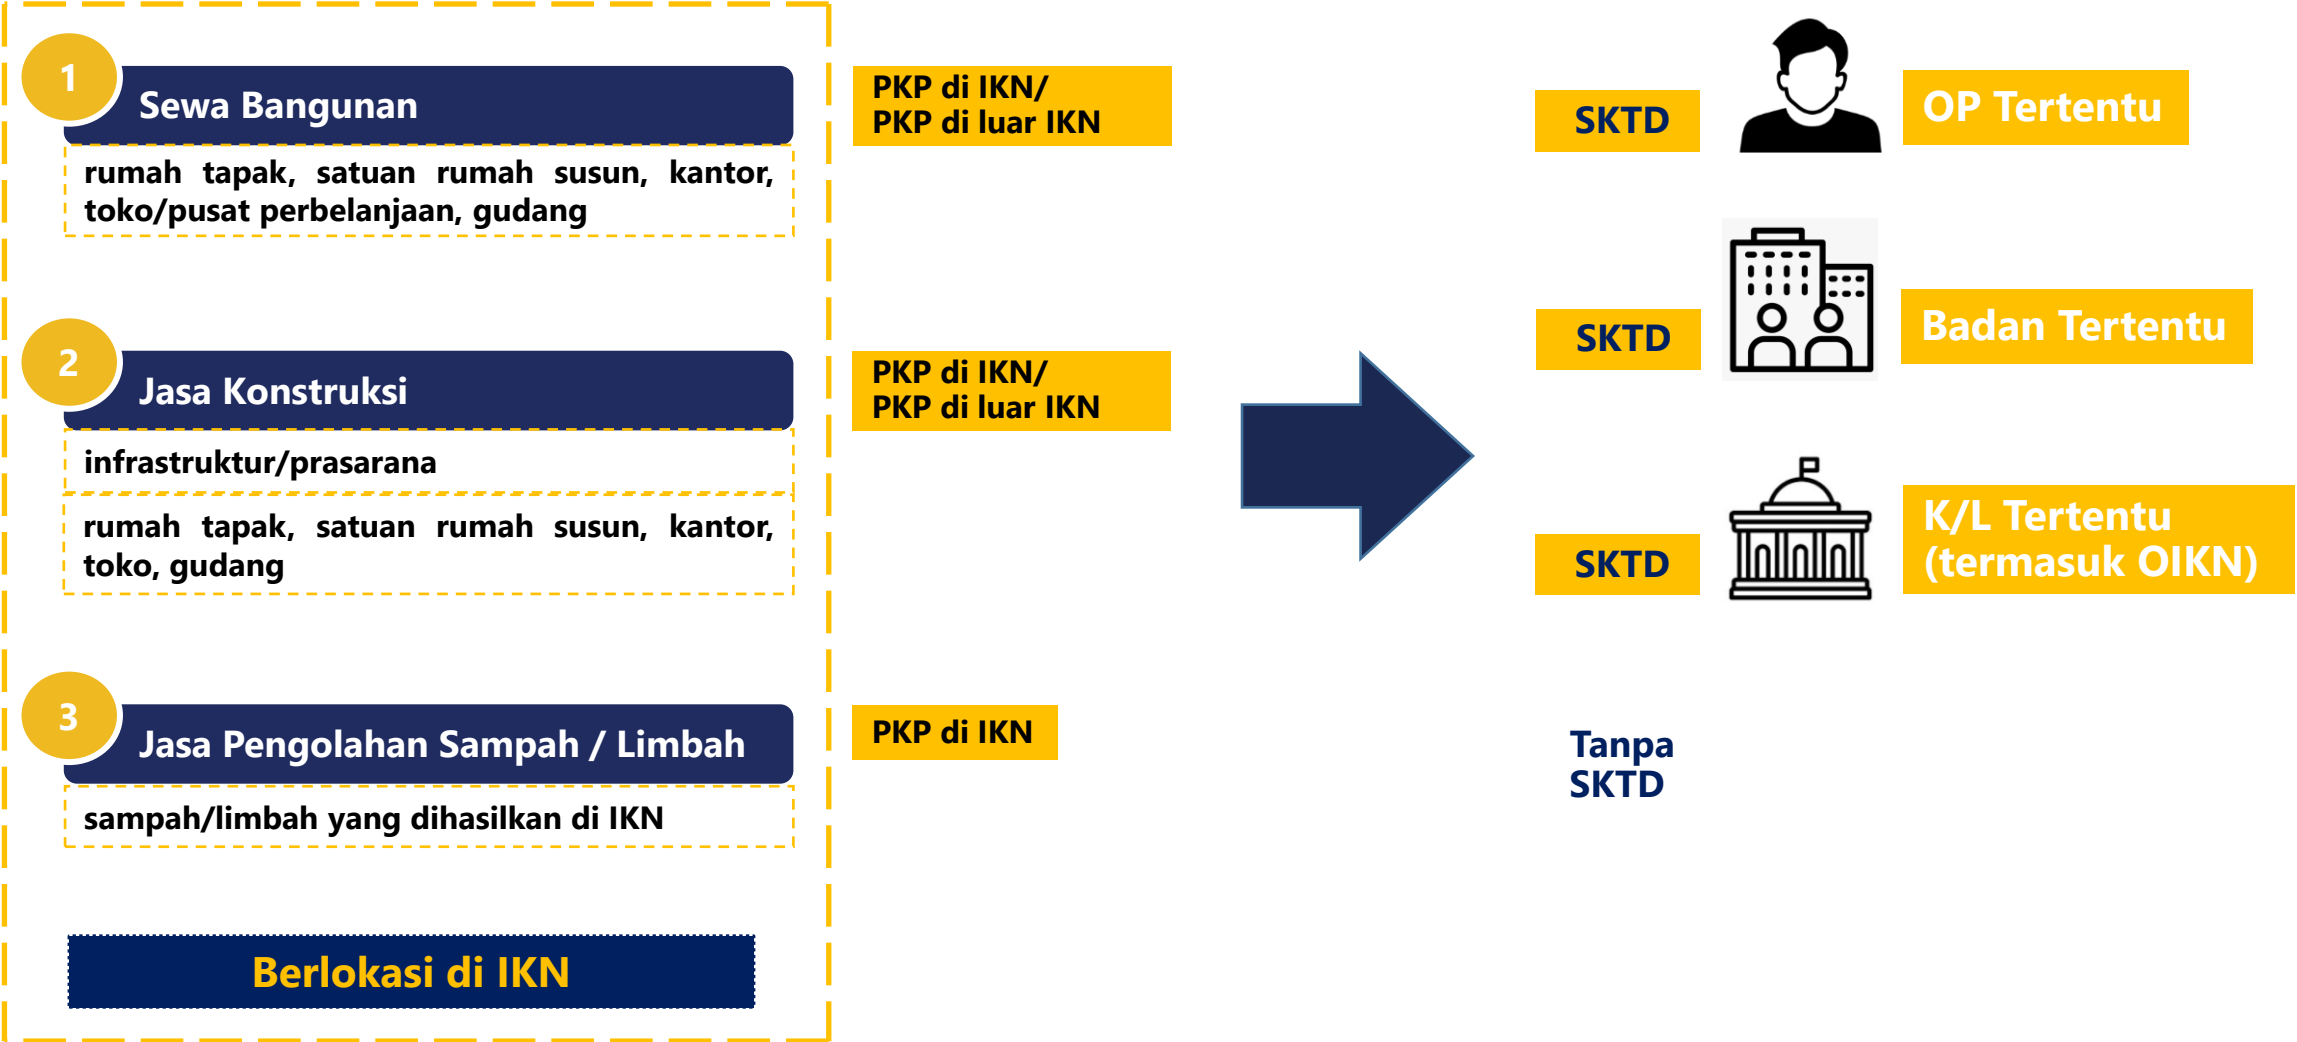 1
Sewa Bangunan
rumah tapak, satuan rumah susun, kantor,
toko/pusat perbelanjaan, gudang
PKP di IKN/
PKP di luar IKN
2
Jasa Konstruksi
infrastruktur/prasarana
rumah tapak, satuan rumah susun, kantor,
toko, gudang
PKP di IKN/
PKP di luar IKN
3
Jasa Pengolahan Sampah / Limbah
sampah/limbah yang dihasilkan di IKN
PKP di IKN
Berlokasi di IKN
SKTD
OP Tertentu
SKTD
Badan Tertentu
SKTD
K/L Tertentu
(termasuk OIKN)
Tanpa
SKTD